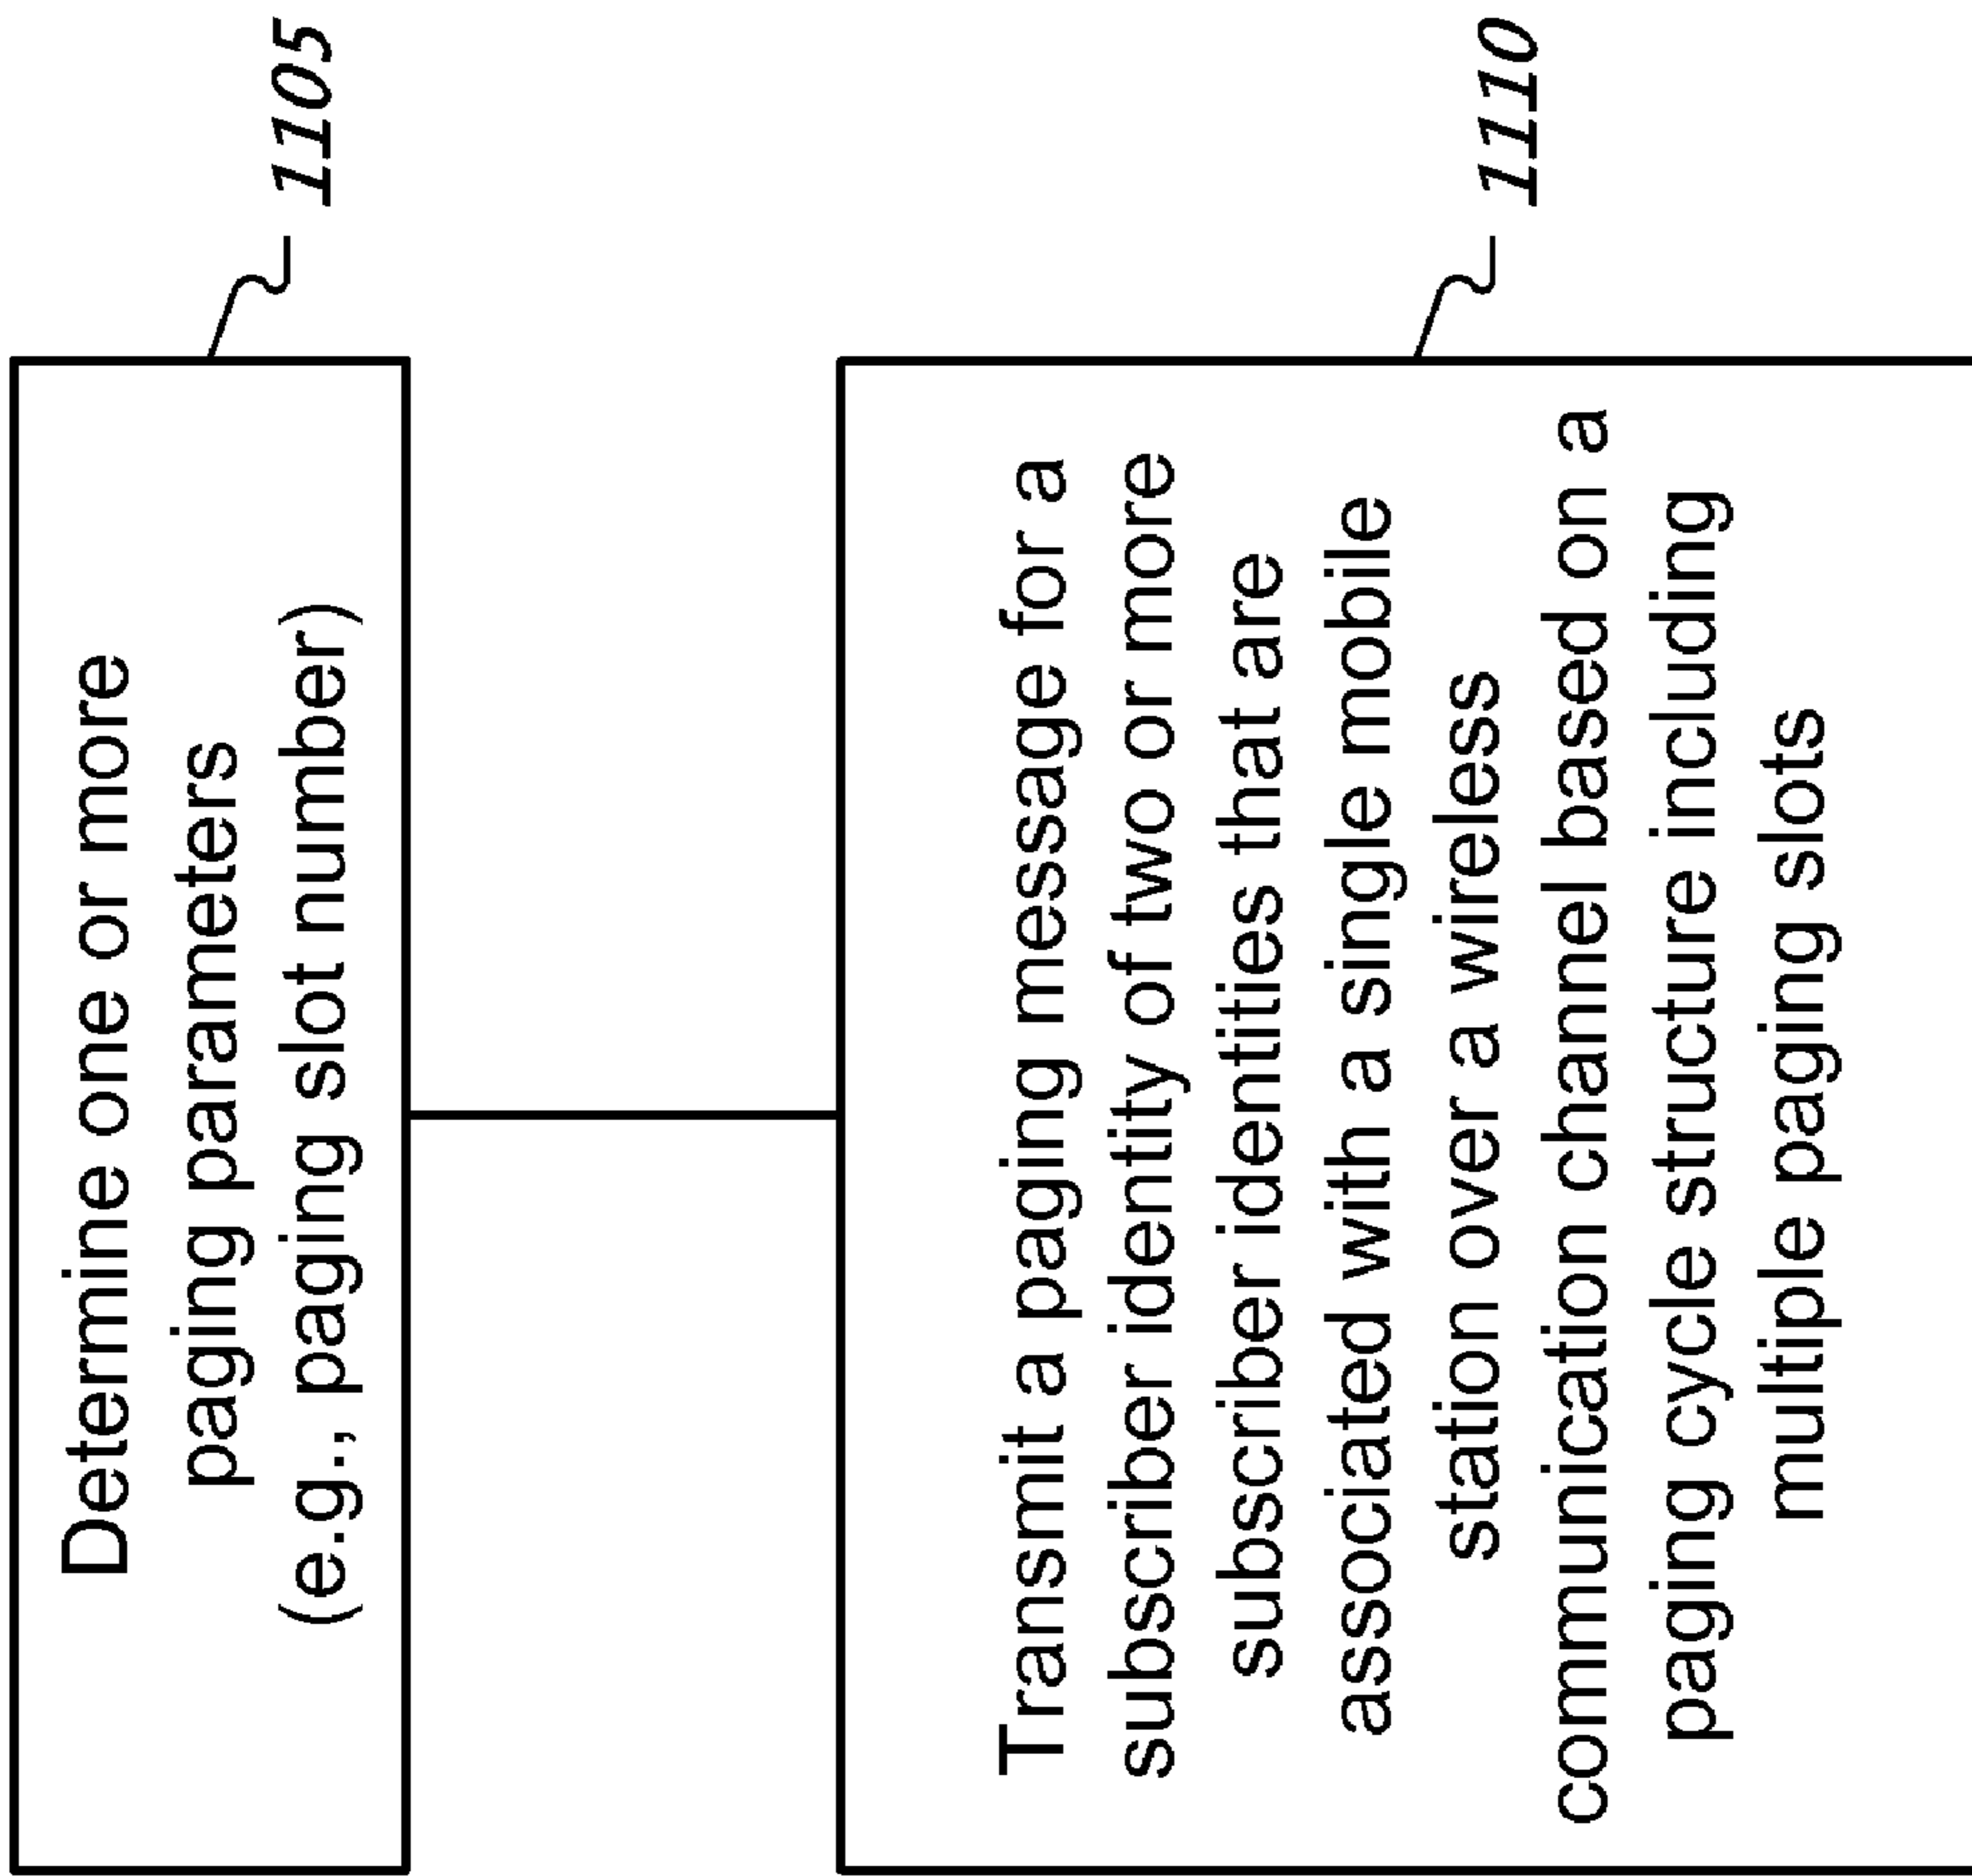 Determine one or more
paging parameters
(e.g., paging slot number)
1105
Transmit a paging message for a
subscriber identity of two or more
subscriber identities that are
associated with a single mobile
station over a wireless
communication channel based on a
paging cycle structure including
multiple paging slots
1110